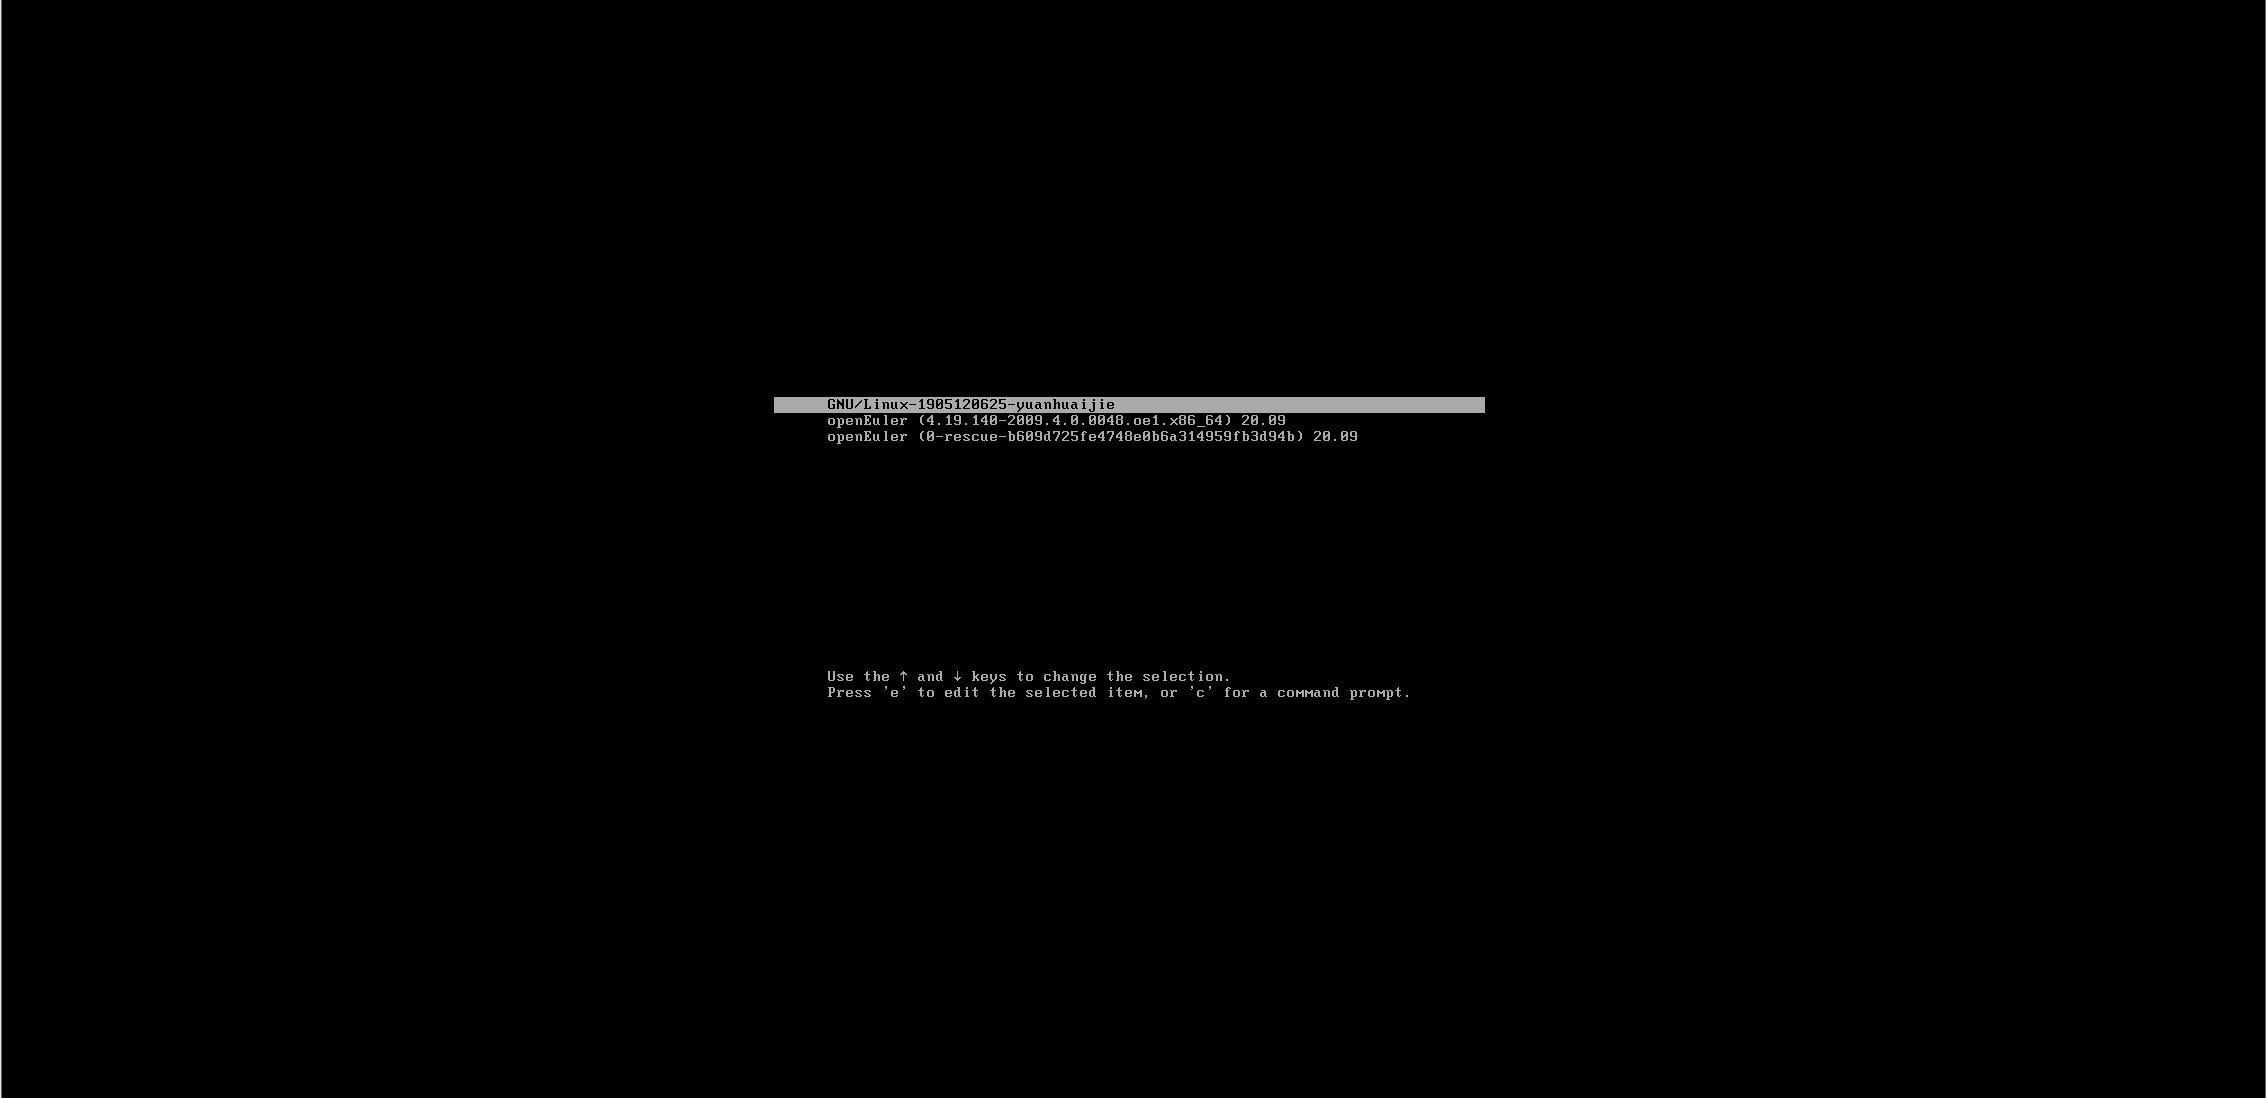 GNU/Linux-1905120625-yuanhuaijie
openEuler (4.19.140-2009.4.0.0048.oe1.x86_64) 20.09
openEuler (0-rescue-b609d725fe4748e0b6a314959fb3d94b) 20.09
Use the ↑ and ↓ keys to change the selection.
Press 'e' to edit the selected item, or 'c' for a command prompt.